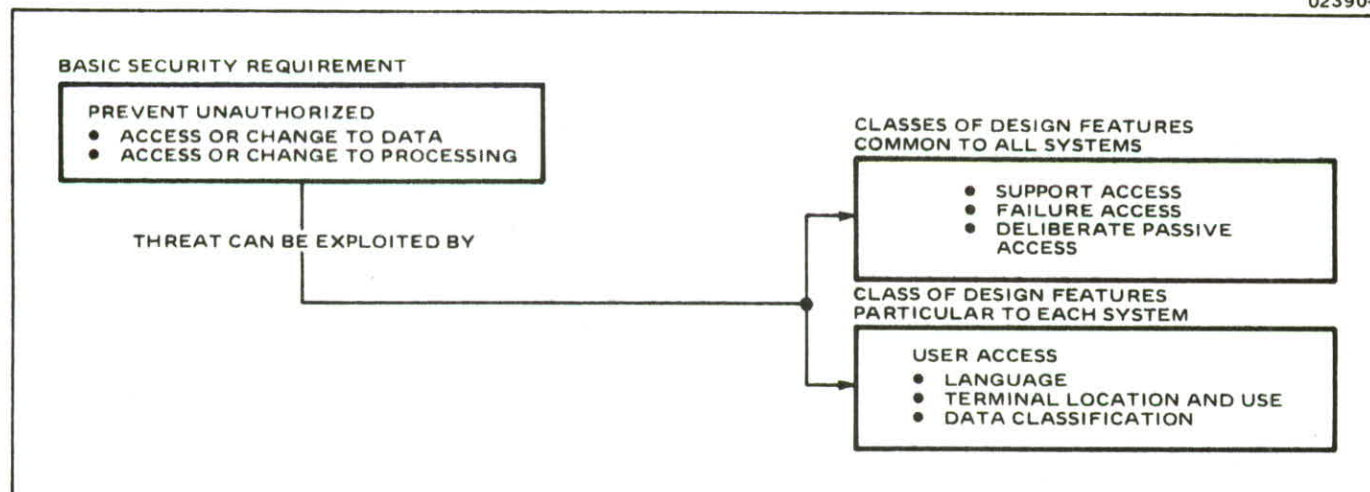 02390
BASIC SECURITY REQUIREMENT
PREVENT UNAUTHORIZED
● ACCESS OR CHANGE TO DATA
● ACCESS OR CHANGE TO PROCESSING
THREAT CAN BE EXPLOITED BY
CLASSES OF DESIGN FEATURES
COMMON TO ALL SYSTEMS
● SUPPORT ACCESS
● FAILURE ACCESS
● DELIBERATE PASSIVE
ACCESS
CLASS OF DESIGN FEATURES
PARTICULAR TO EACH SYSTEM
USER ACCESS
● LANGUAGE
● TERMINAL LOCATION AND USE
● DATA CLASSIFICATION